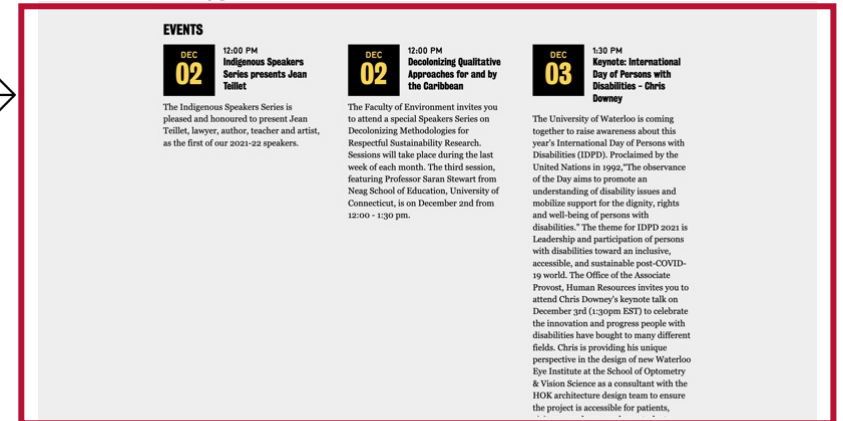 EVENTS
DEC
02
12:00 PM
Indigenous Speakers
Series presents Jean
Teillet
The Indigenous Speakers Series is
pleased and honoured to present Jean
Teillet, lawyer, author, teacher and artist,
as the first of our 2021-22 speakers.
DEC
02
12:00 PM
Decolonizing Qualitative
Approaches for and by
the Caribbean
The Faculty of Environment invites you
to attend a special Speakers Series on
Decolonizing Methodologies for
Respectful Sustainability Research.
Sessions will take place during the last
week of each month. The third session,
featuring Professor Saran Stewart from
Neag School of Education, University of
Connecticut, is on December 2nd from
12:00 - 1:30 pm.
DEC
03
1:30 PM
Keynote: International
Day of Persons with
Disabilities - Chris
Downey
The University of Waterloo is coming
together to raise awareness about this
year's International Day of Persons with
Disabilities (IDPD). Proclaimed by the
United Nations in 1992,"The observance
of the Day aims to promote an
understanding of disability issues and
mobilize support for the dignity, rights
and well-being of persons with
disabilities." The theme for IDPD 2021 is
Leadership and participation of persons
with disabilities toward an inclusive,
accessible, and sustainable post-COVID-
19 world. The Office of the Associate
Provost, Human Resources invites you to
attend Chris Downey's keynote talk on
December 3rd (1:30pm EST) to celebrate
the innovation and progress people with
disabilities have bought to many different
fields. Chris is providing his unique
perspective in the design of new Waterloo
Eye Institute at the School of Optometry
& Vision Science as a consultant with the
HOK architecture design team to ensure
the project is accessible for patients,